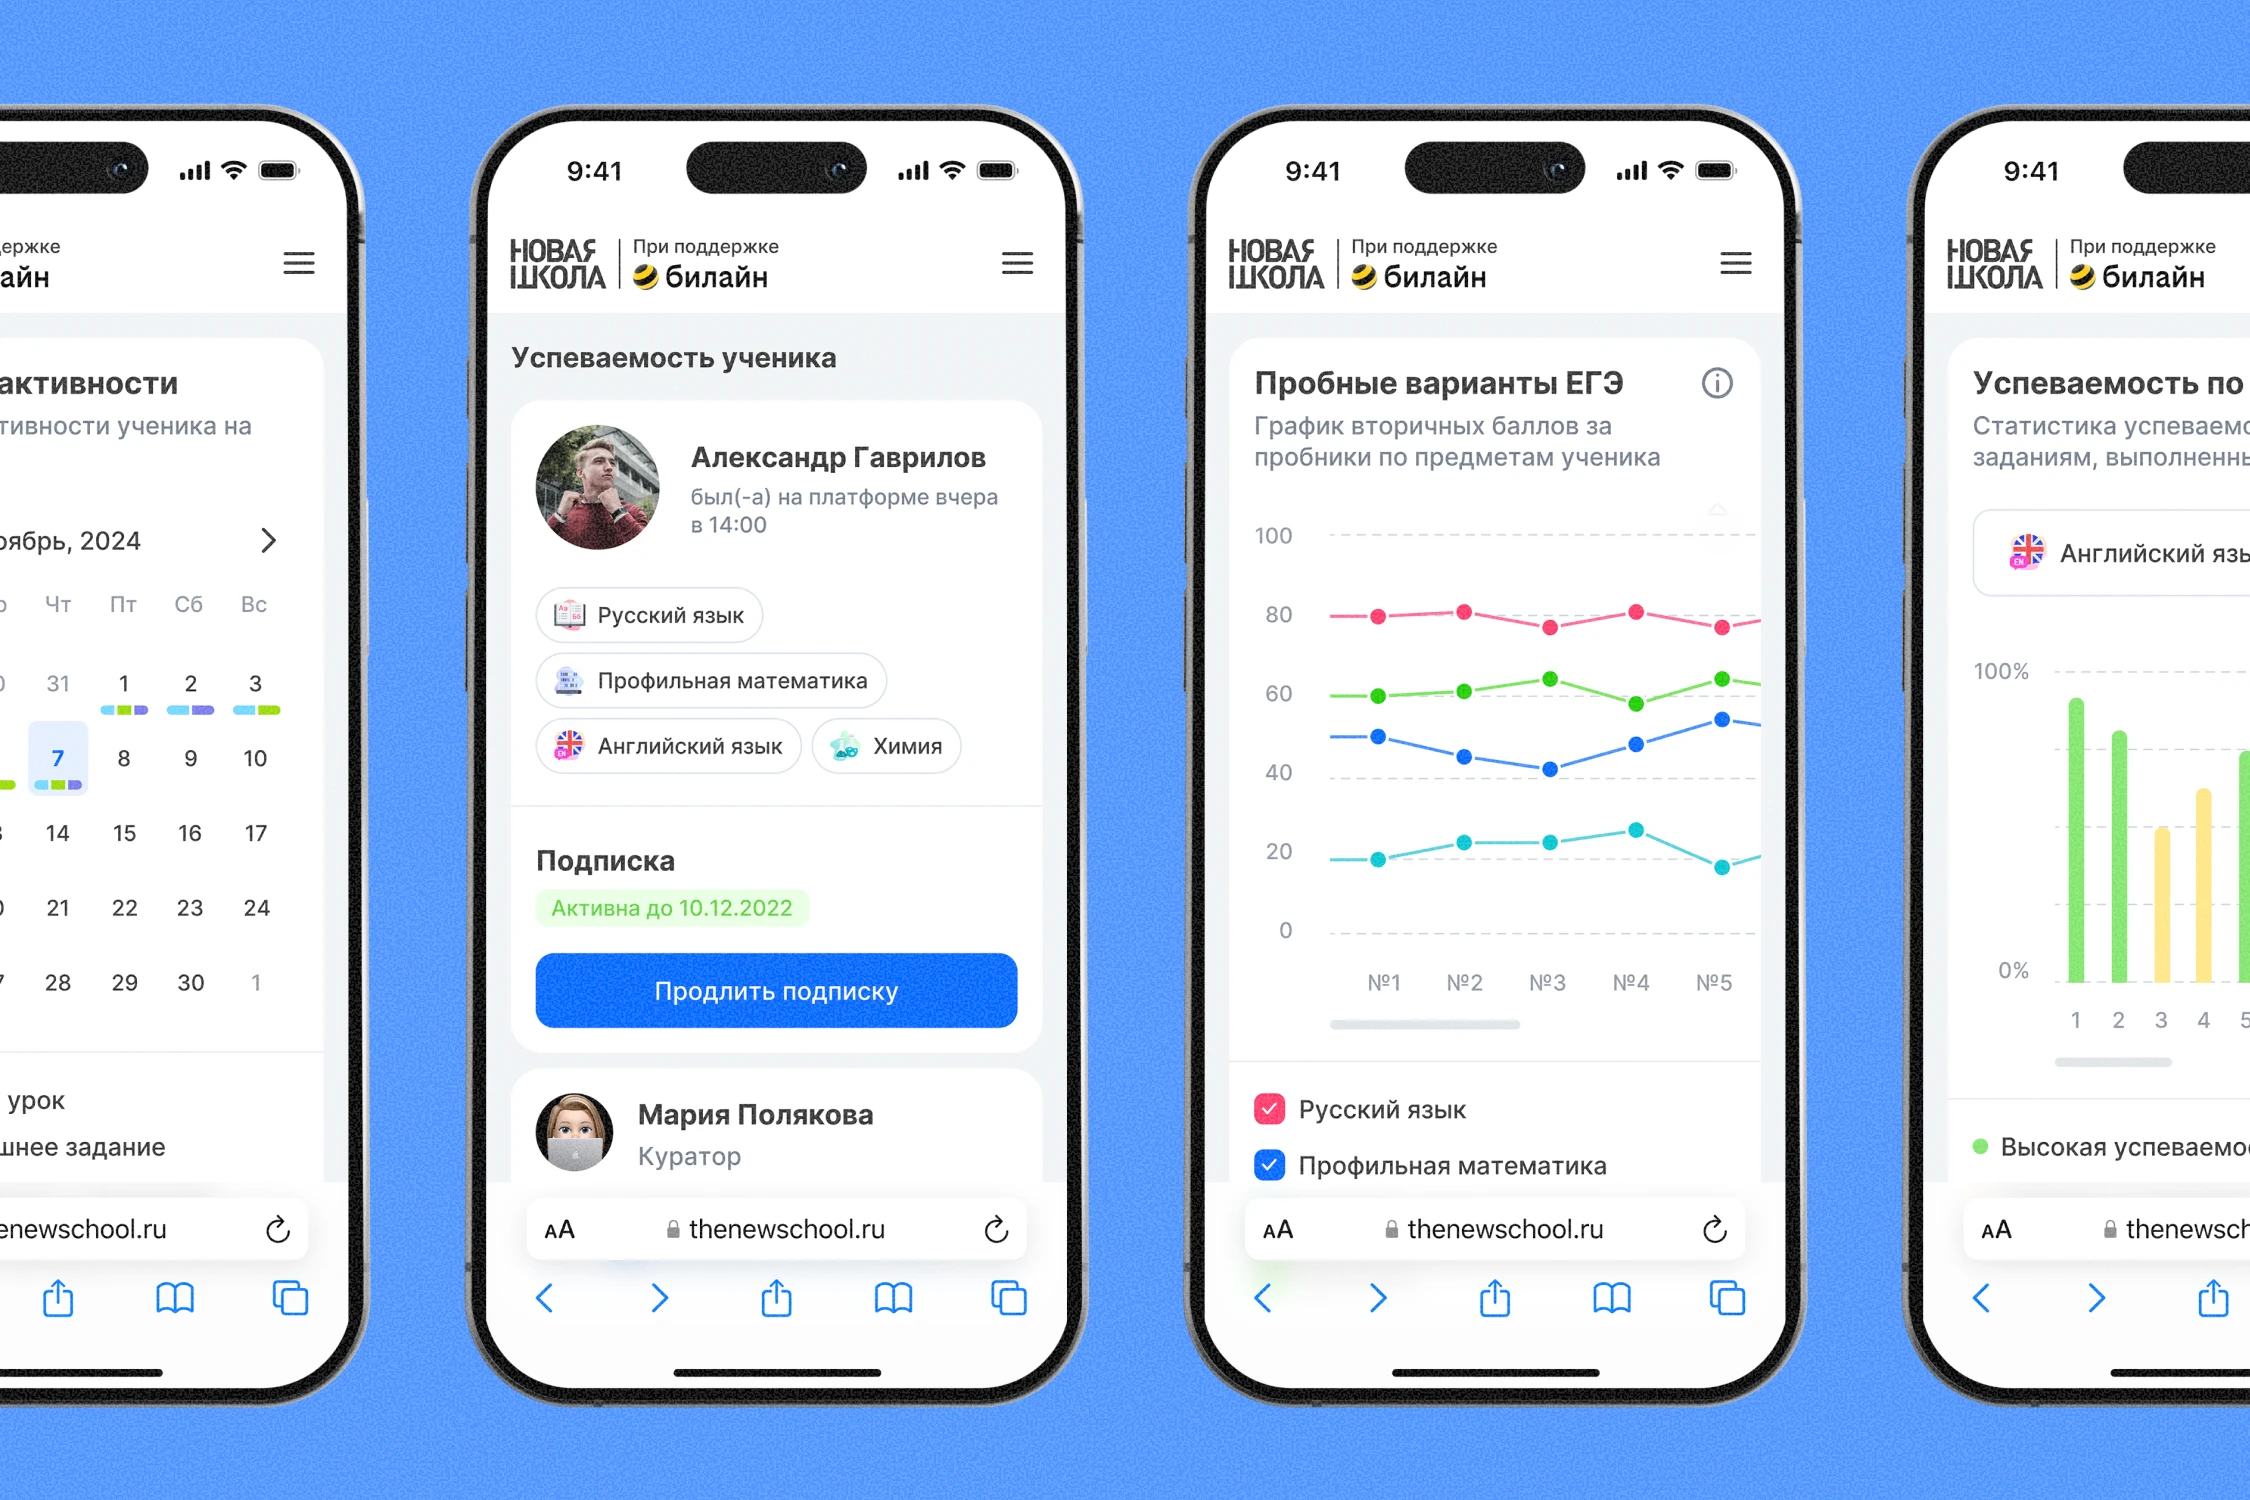 айн
активности
тивности ученика на
2024
Чт Пт Сб Вс
31 1 2 3
7 8 9 10
14 15 16 17
21 22 23 24
28 29 30 1
урок
задание
enewschool.ru
9:41
НОВАЯ
ШКОЛА
При поддержке
билайн
Успеваемость ученика
Александр Гаврилов
был(-а) на платформе вчера
в 14:00
Русский язык
Профильная математика
Английский язык
Химия
Подписка
Активна до 10.12.2022
Продлить подписку
Мария Полякова
Куратор
AA thenewschool.ru
9:41
НОВАЯ
ШКОЛА
При поддержке
билайн
Пробные варианты ЕГЭ
График вторичных баллов за
пробники по предметам ученика
100
80
60
40
20
0
№1 №2 №3 №4 №5
Русский язык
Профильная математика
AA thenewschool.ru
9:41
НОВАЯ
ШКОЛА
При поддержке
билайн
Успеваемость по
Статистика успеваемо
заданиям, выполненны
Английский язы
100%
0%
1 2 3 4 5
Высокая успеваемо
AA thenewsch